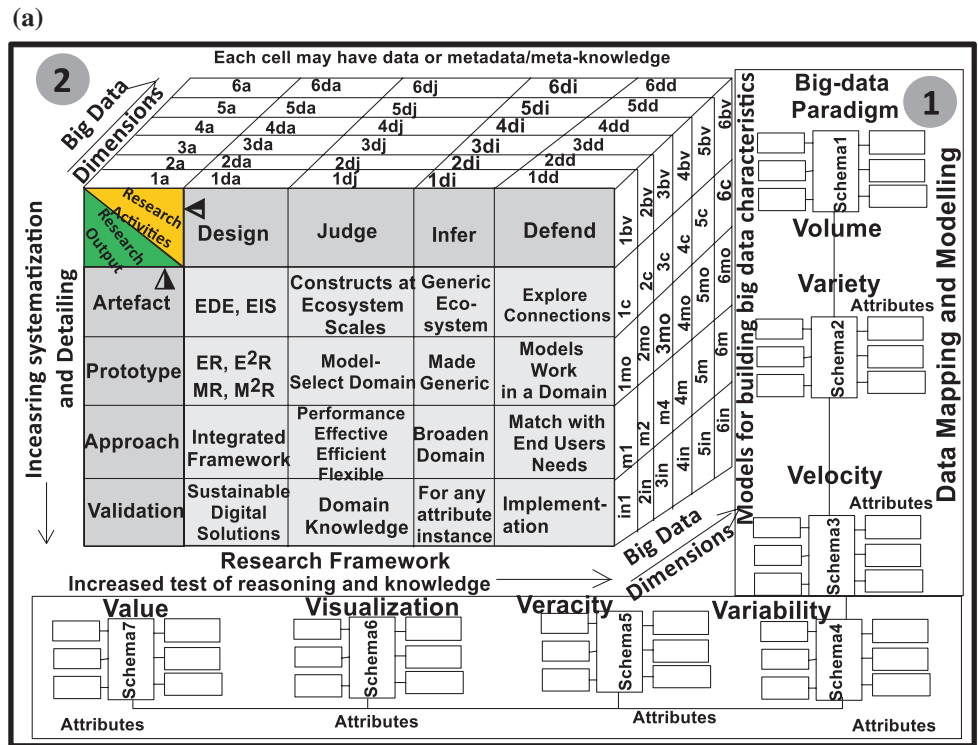 (a)
Each cell may have data or metadata/meta-knowledge
2
Big Data
Dimensions
6a 6da 6dj 6di 6dd
5a 5da 5dj 5di 5dd
4a 4da 4dj 4di 4dd
3a 3da 3dj 3di 3dd
2a 2da 2dj 2di 2dd
1a 1da 1dj 1di 1dd
Research
Activities
Research
Output
Design Judge Infer Defend
Artefact
EDE, EIS
Constructs at
Ecosystem
Scales
Generic
Eco-
system
Explore
Connections
Prototype
ER, E²R
MR, M²R
Model-
Select Domain
Made
Generic
Models
Work
in a Domain
Approach
Integrated
Framework
Performance
Effective
Efficient
Flexible
Broaden
Domain
Match with
End Users
Needs
Validation
Sustainable
Digital
Solutions
Domain
Knowledge
For any
attribute
instance
Implement-
ation
1bv 2bv 3bv 4bv 5bv 6bv
1c 2c 3c 4c 5c 6c
1mo 2mo 3mo 4mo 5mo 6mo
m1 m2 m4 4m 5m 6m
in1 2in 3in 4in 5in 6in
Inceasring systematization
and Detailing
Research Framework
Increased test of reasoning and knowledge
Big Data
Dimensions
Models for building big data characteristics
1
Big-data
Paradigm
Schema1
Volume
Variety
Attributes
Schema2
Velocity
Attributes
Schema3
Data Mapping and Modelling
Value
Schema7
Attributes
Visualization
Schema6
Attributes
Veracity
Schema5
Attributes
Variability
Schema4
Attributes